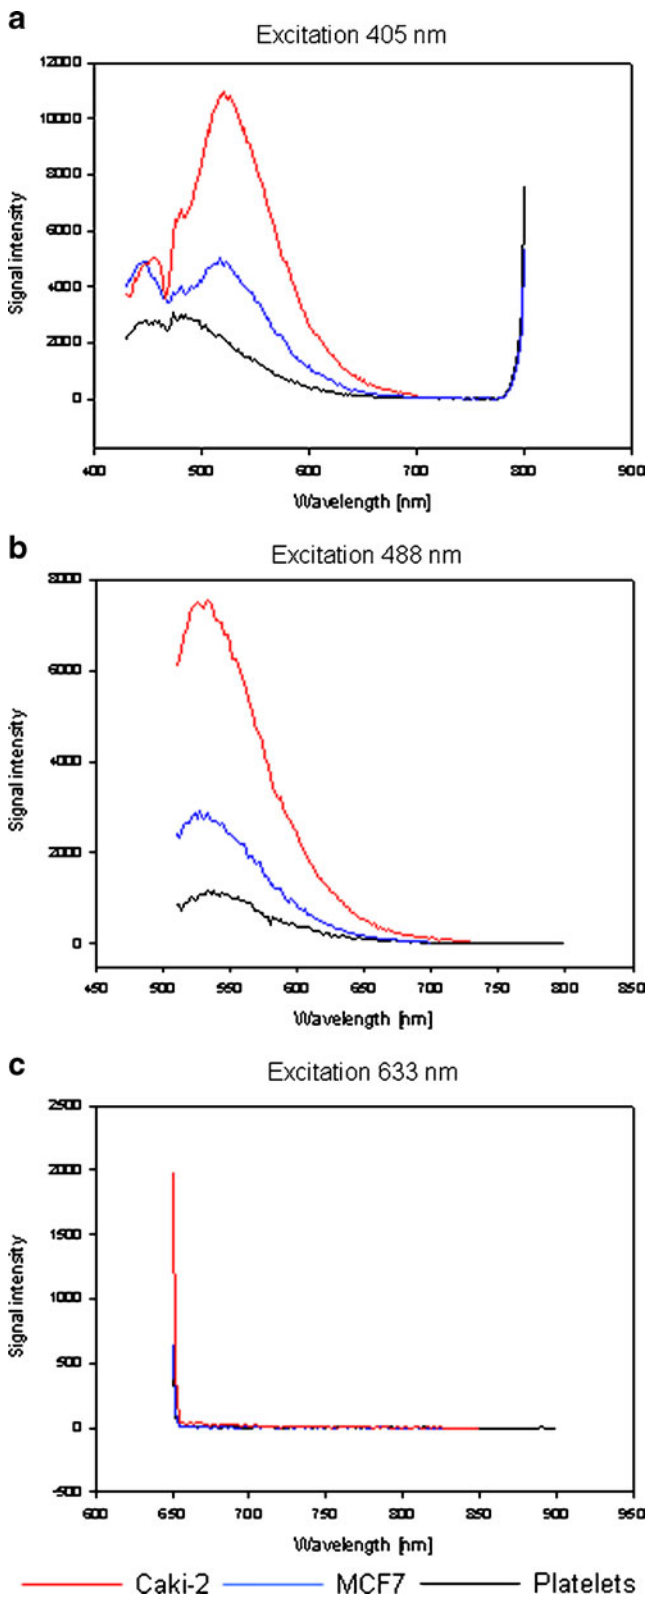 a
Excitation 405 nm
12000
10000
8000
6000
4000
2000
0
Signal intensity
400 500 600 700 800 900
Wavelength [nm]
b
Excitation 488 nm
8000
6000
4000
2000
0
Signal intensity
450 500 550 600 650 700 750 800 850
Wavelength [nm]
c
Excitation 633 nm
2500
2000
1500
1000
500
0
-500
Signal intensity
600 650 700 750 800 850 900 950
Wavelength [nm]
Caki-2 MCF7 Platelets